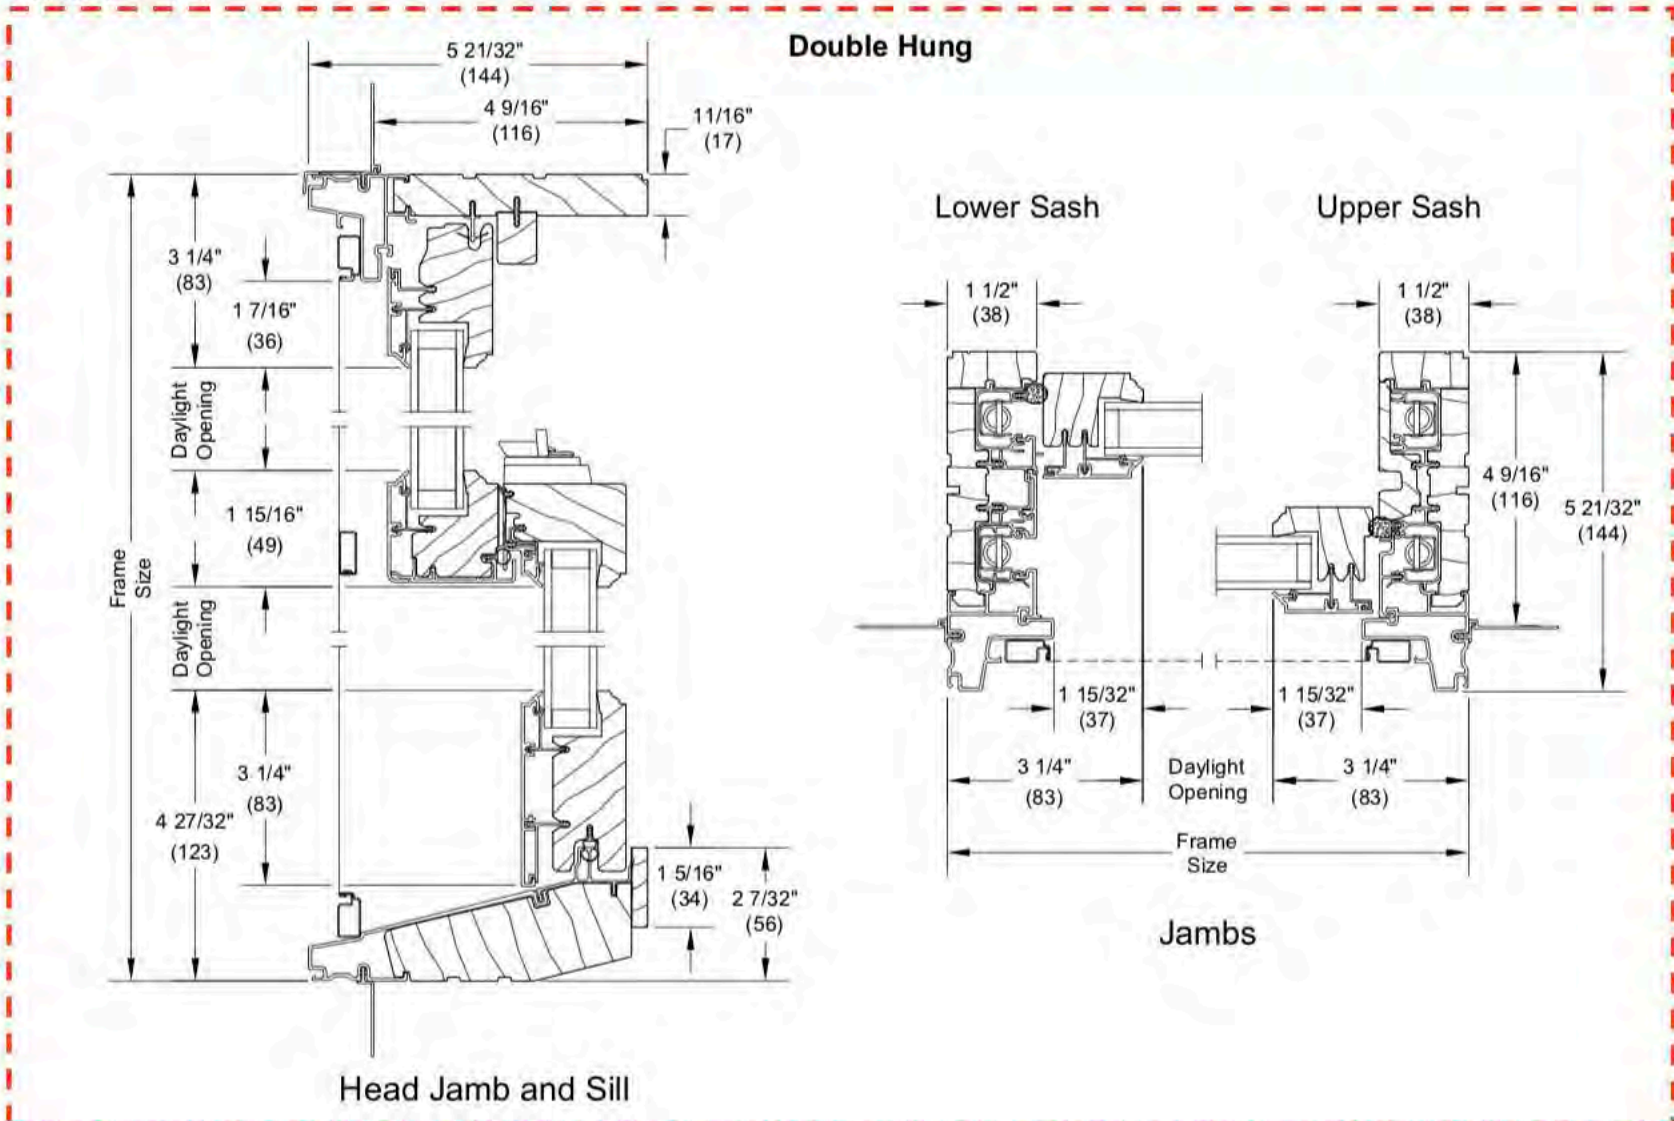 Double Hung
5 21/32"
(144)
4 9/16"
(116)
11/16"
(17)
3 1/4"
(83)
1 7/16"
(36)
Daylight
Opening
1 15/16"
(49)
Frame
Size
Daylight
Opening
3 1/4"
(83)
4 27/32"
(123)
1 5/16"
(34)
2 7/32"
(56)
Head Jamb and Sill
Lower Sash
Upper Sash
1 1/2"
(38)
1 1/2"
(38)
4 9/16"
(116)
5 21/32"
(144)
1 15/32"
(37)
1 15/32"
(37)
3 1/4"
(83)
Daylight
Opening
3 1/4"
(83)
Frame
Size
Jambs